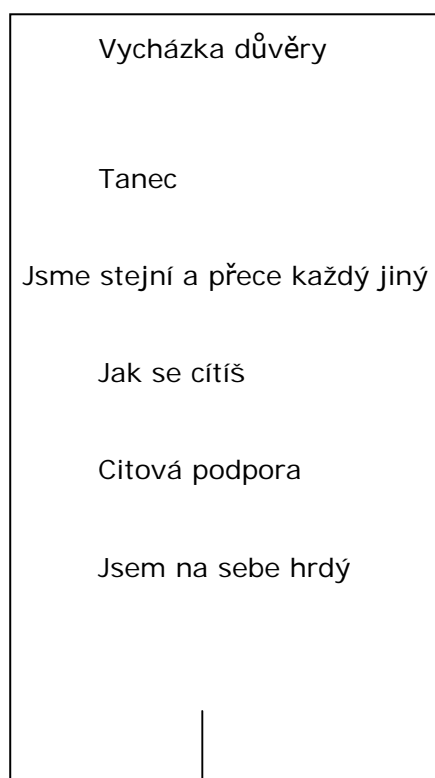 Vycházka důvěry
Tanec
Jsme stejní a přece každý jiný
Jak se cítíš
Citová podpora
Jsem na sebe hrdý